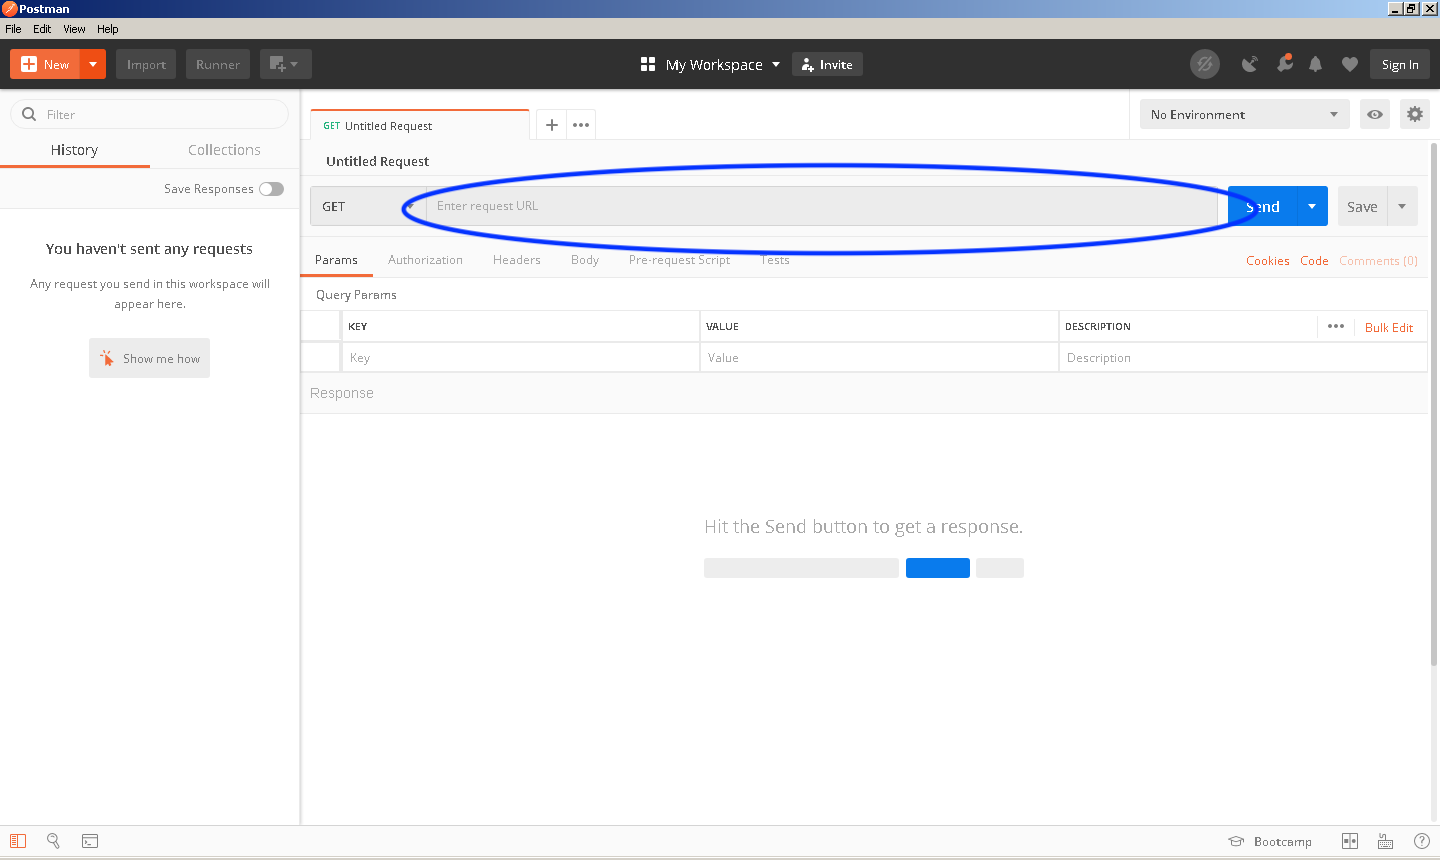 Postman
File Edit View Help
New Import Runner My Workspace Invite Sign In
Filter
GET Untitled Request
No Environment
History Collections
Untitled Request
Save Responses
GET Enter request URL Send Save
You haven't sent any requests
Any request you send in this workspace will
appear here.
Show me how
Params Authorization Headers Body Pre-request Script Tests Cookies Code Comments (0)
Query Params
KEY VALUE DESCRIPTION Bulk Edit
Key Value Description
Response
Hit the Send button to get a response.
Bootcamp